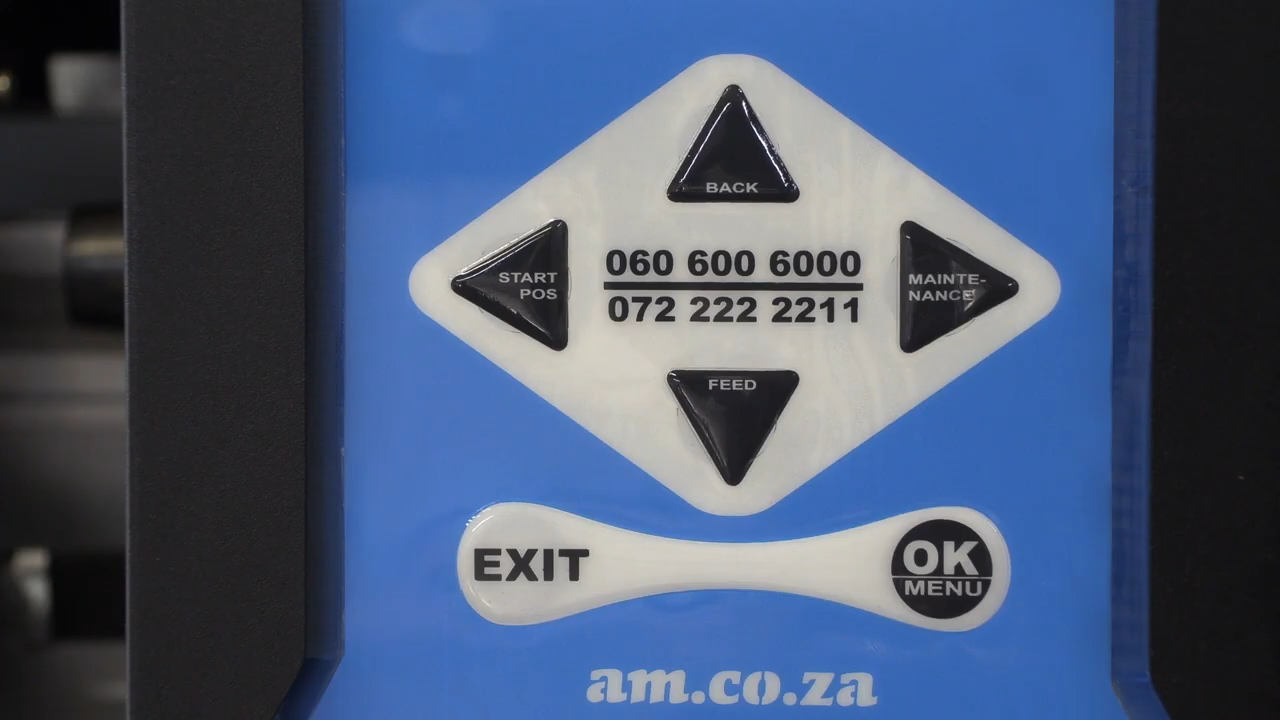 BACK
START
POS
060 600 6000
072 222 2211
MAINTE-
NANCE
FEED
EXIT
OK
MENU
am.co.za